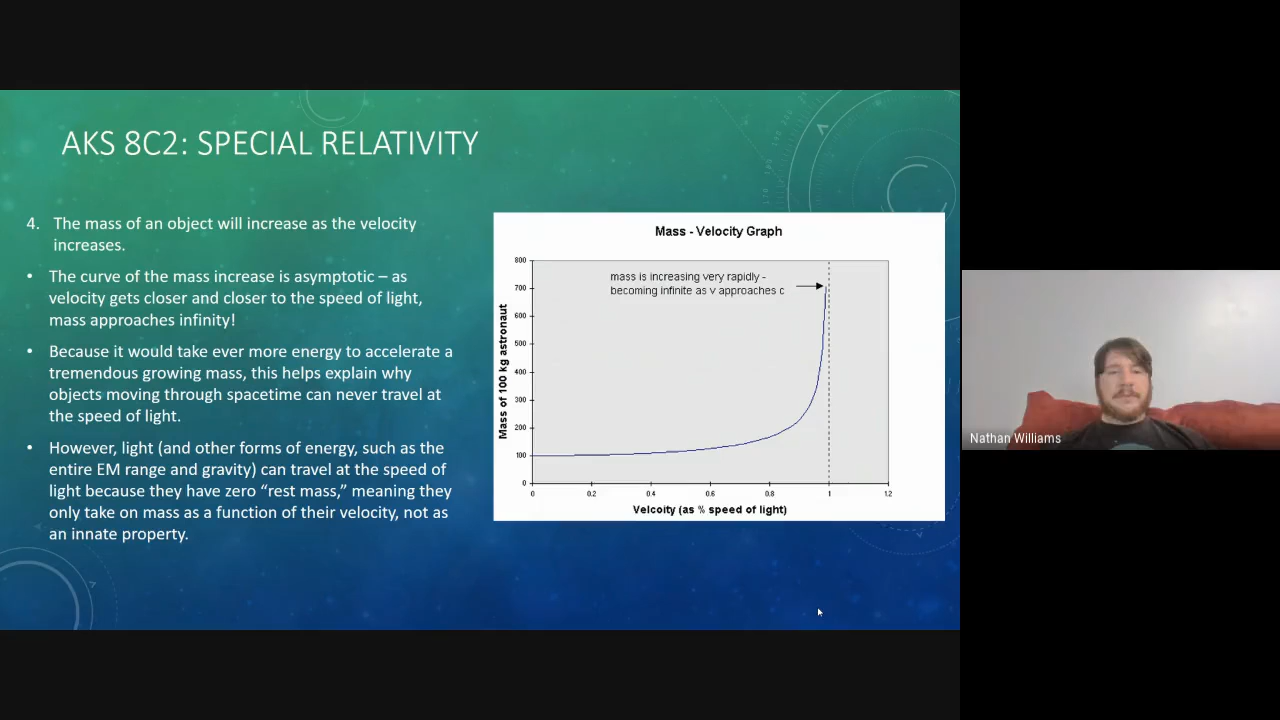 AKS 8C2: SPECIAL RELATIVITY
4. The mass of an object will increase as the velocity
increases.
• The curve of the mass increase is asymptotic – as
velocity gets closer and closer to the speed of light,
mass approaches infinity!
• Because it would take ever more energy to accelerate a
tremendous growing mass, this helps explain why
objects moving through spacetime can never travel at
the speed of light.
• However, light (and other forms of energy, such as the
entire EM range and gravity) can travel at the speed of
light because they have zero “rest mass,” meaning they
only take on mass as a function of their velocity, not as
an innate property.
Mass - Velocity Graph
mass is increasing very rapidly -
becoming infinite as v approaches c
Mass of 100 kg astronaut
800
700
600
500
400
300
200
100
0
0 0.2 0.4 0.6 0.8 1 1.2
Velcoity (as % speed of light)
Nathan Williams